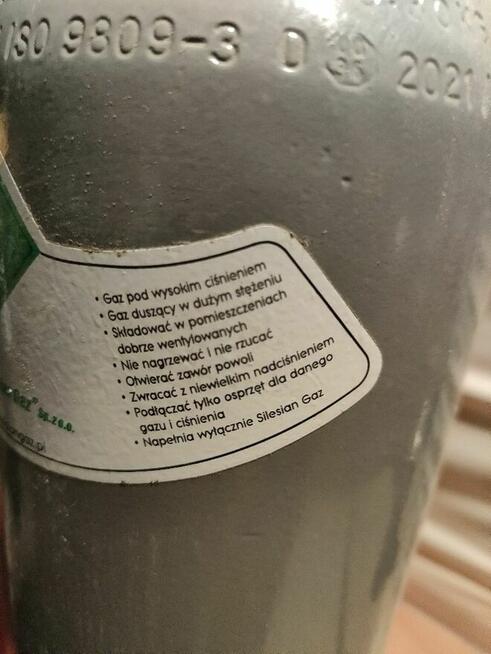 ISO 9809-3 D 2021
• Gaz pod wysokim ciśnieniem
• Gaz duszący w dużym stężeniu
• Składować w pomieszczeniach
dobrze wentylowanych
• Nie nagrzewać i nie rzucać
• Otwierać zawór powoli
• Zwracać z niewielkim nadciśnieniem
• Podłączać tylko osprzęt dla danego
gazu i ciśnienia
• Napełnia wyłącznie Silesian Gaz
Sp. z o.o.